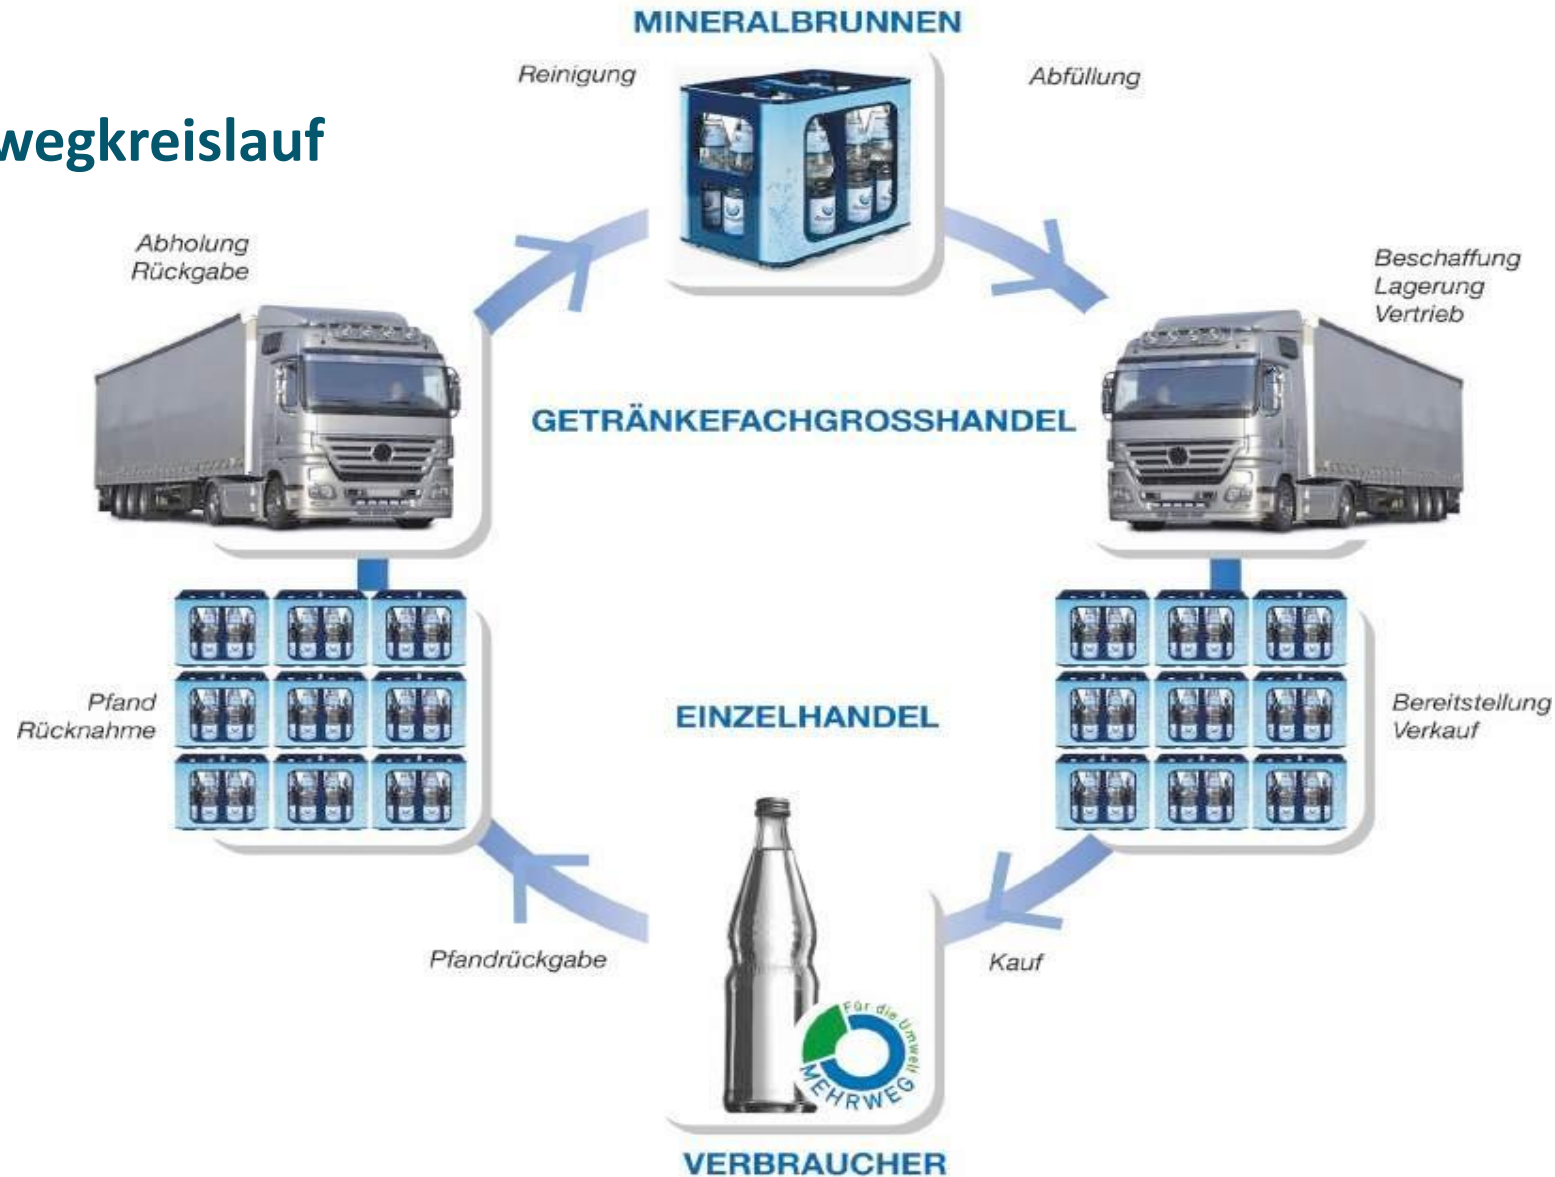 MINERALBRUNNEN
Reinigung
Abfüllung
wegkreislauf
Abholung
Rückgabe
Beschaffung
Lagerung
Vertrieb
GETRÄNKEFACHGROSSHANDEL
Pfand
Rücknahme
EINZELHANDEL
Bereitstellung
Verkauf
Pfandrückgabe
Kauf
Für die Umwelt
MEHRWEG
VERBRAUCHER